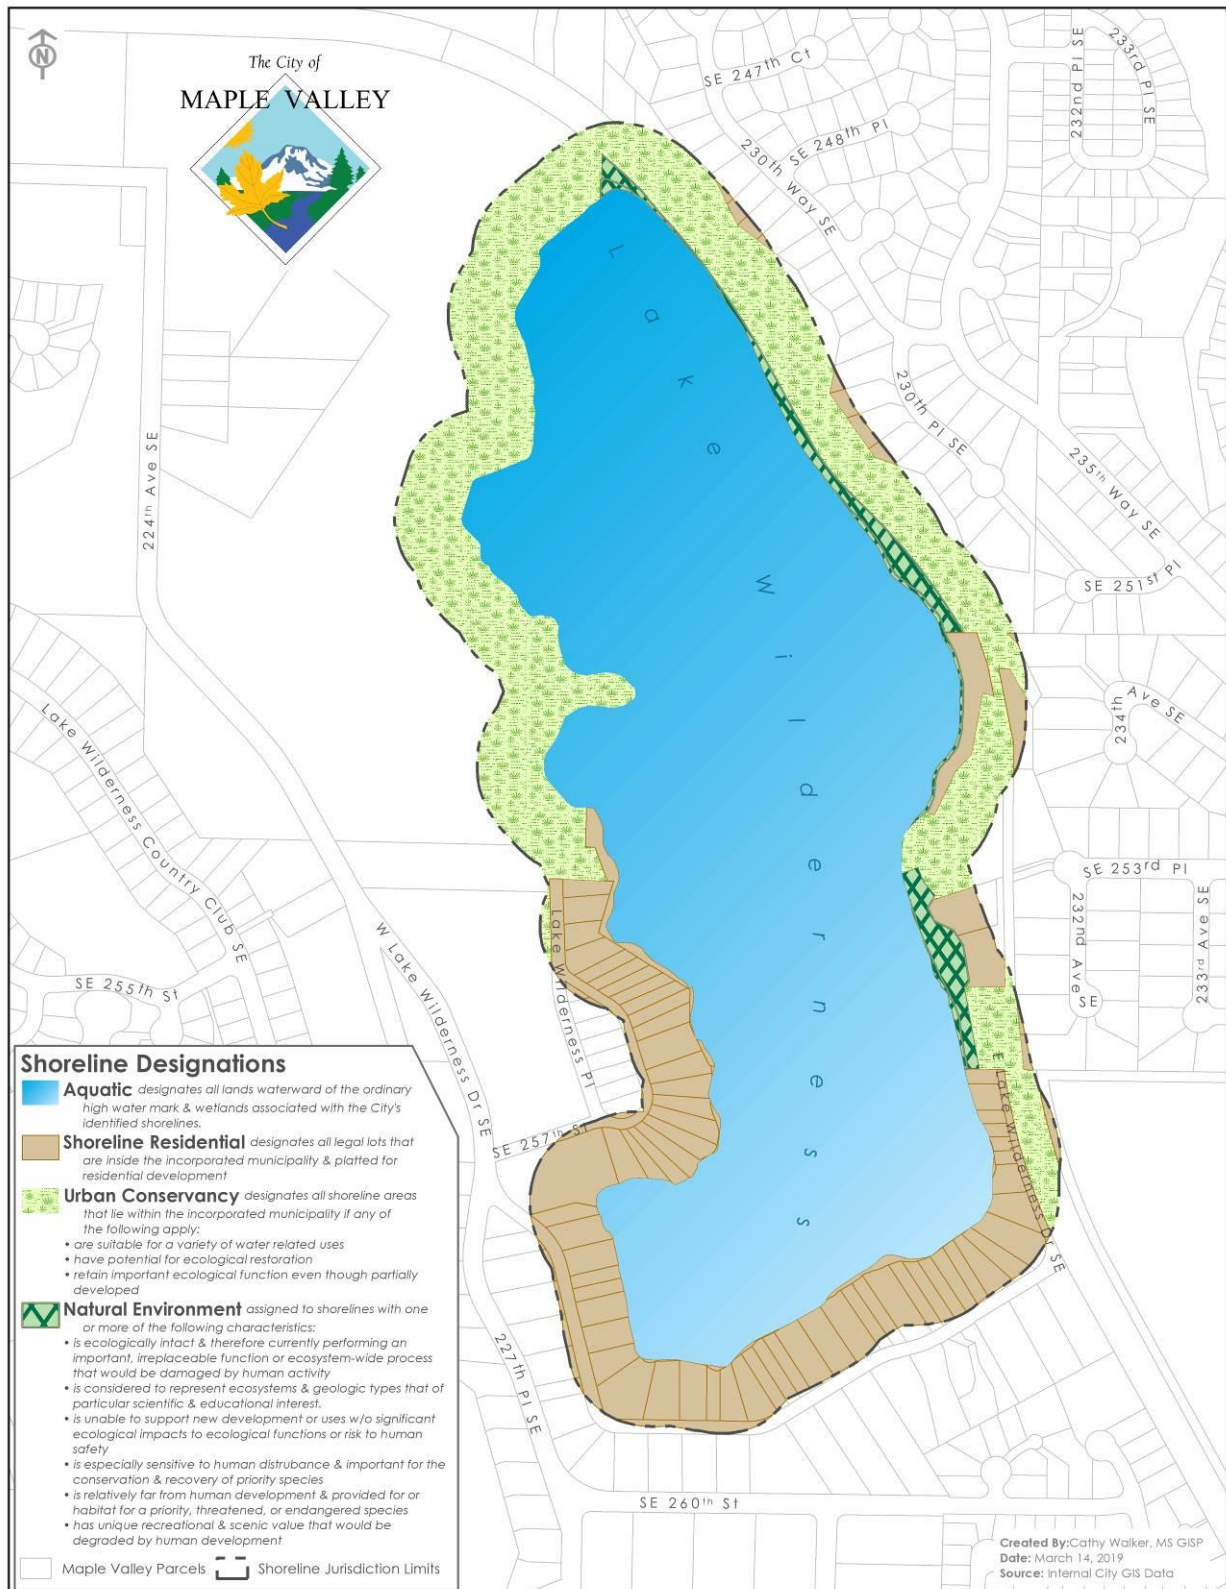 N
The City of
MAPLE VALLEY
SE 247th Ct
232nd Pl SE
233rd Pl SE
SE 248th Pl
230th Way SE
Lake Wilderness
230th Pl SE
235th Way SE
224th Ave SE
SE 251st Pl
234th Ave SE
Lake Wilderness Country Club SE
SE 253rd Pl
232nd Ave SE
233rd Ave SE
W Lake Wilderness Dr SE
Lake Wilderness Pl
SE 255th St
E Lake Wilderness Dr SE
SE 257th St
227th Pl SE
SE 260th St
Shoreline Designations
Aquatic designates all lands waterward of the ordinary
high water mark & wetlands associated with the City's
identified shorelines.
Shoreline Residential designates all legal lots that
are inside the incorporated municipality & platted for
residential development
Urban Conservancy designates all shoreline areas
that lie within the incorporated municipality if any of
the following apply:
• are suitable for a variety of water related uses
• have potential for ecological restoration
• retain important ecological function even though partially
developed
Natural Environment assigned to shorelines with one
or more of the following characteristics:
• is ecologically intact & therefore currently performing an
important, irreplaceable function or ecosystem-wide process
that would be damaged by human activity
• is considered to represent ecosystems & geologic types that of
particular scientific & educational interest.
• is unable to support new development or uses w/o significant
ecological impacts to ecological functions or risk to human
safety
• is especially sensitive to human distrubance & important for the
conservation & recovery of priority species
• is relatively far from human development & provided for or
habitat for a priority, threatened, or endangered species
• has unique recreational & scenic value that would be
degraded by human development
Maple Valley Parcels
Shoreline Jurisdiction Limits
Created By:Cathy Walker, MS GISP
Date: March 14, 2019
Source: Internal City GIS Data